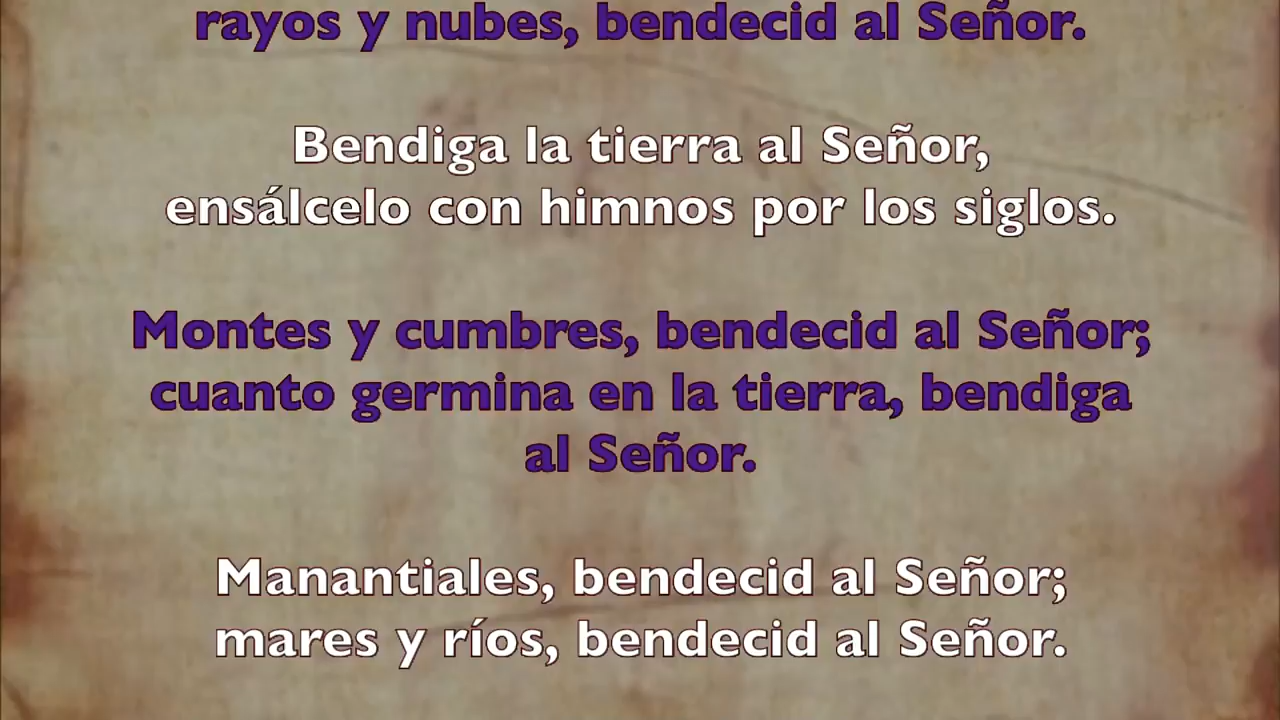 rayos y nubes, bendecid al Señor.
Bendiga la tierra al Señor,
ensálcelo con himnos por los siglos.
Montes y cumbres, bendecid al Señor;
cuanto germina en la tierra, bendiga
al Señor.
Manantiales, bendecid al Señor;
mares y ríos, bendecid al Señor.